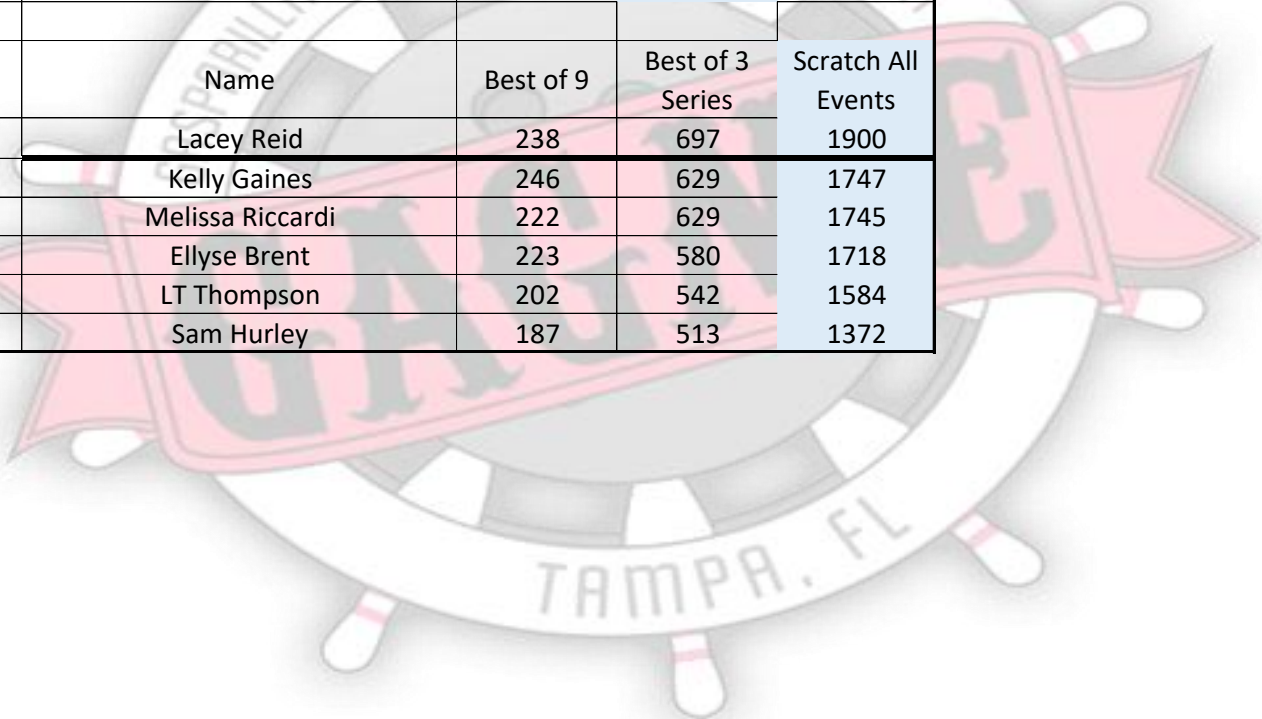 Name Best of 9 Best of 3 Series Scratch All Events
Lacey Reid 238 697 1900
Kelly Gaines 246 629 1747
Melissa Riccardi 222 629 1745
Ellyse Brent 223 580 1718
LT Thompson 202 542 1584
Sam Hurley 187 513 1372
TAMPA, FL